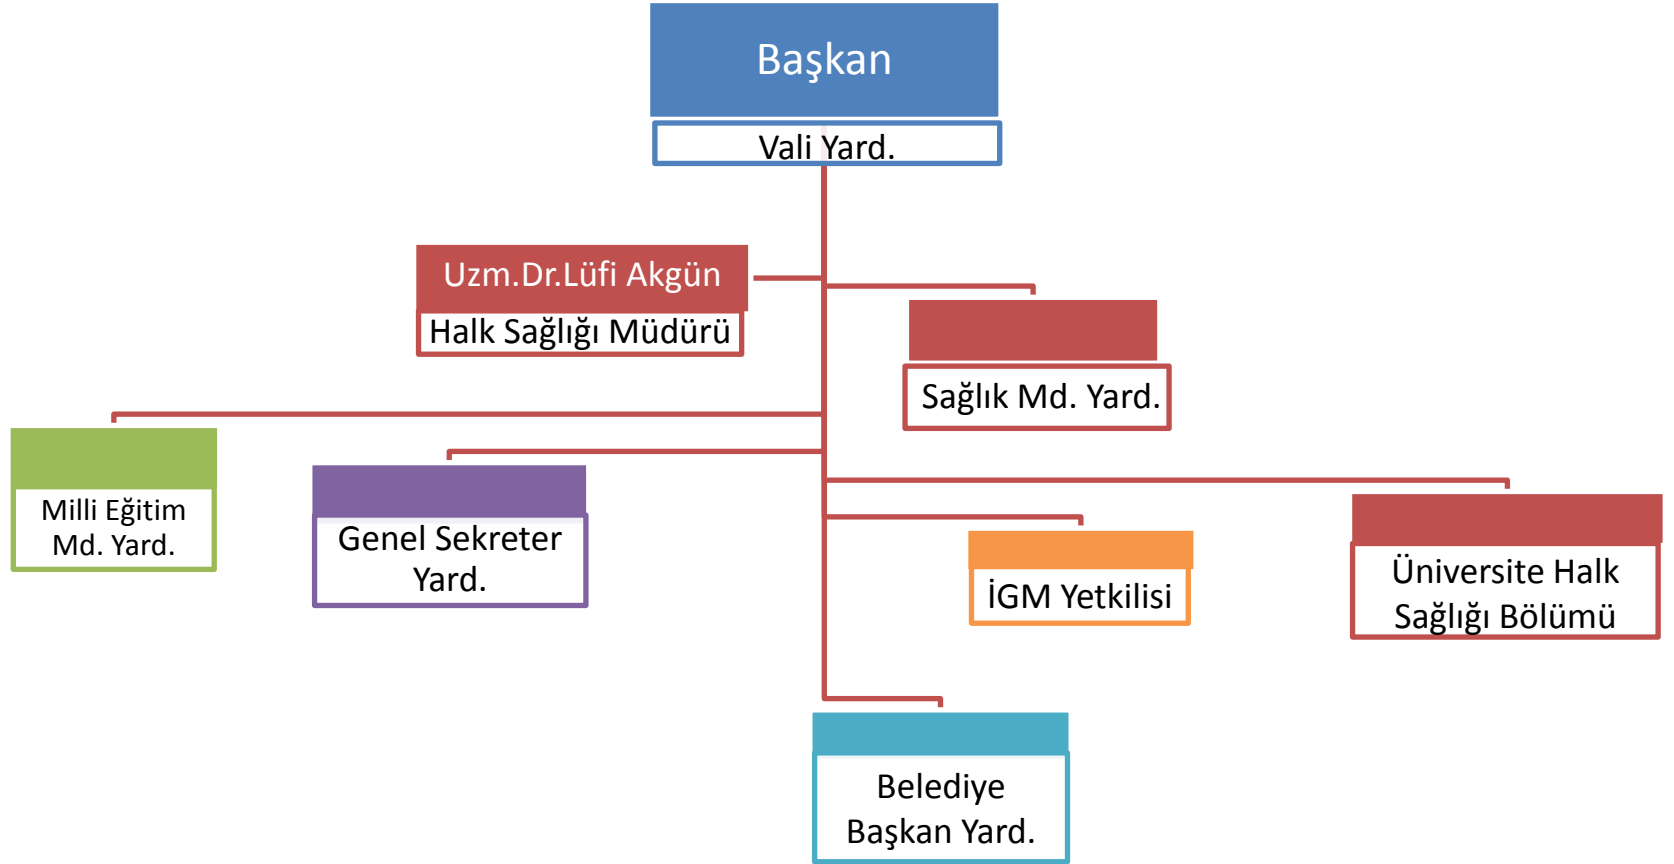 Başkan
Vali Yard.
Uzm.Dr.Lüfi Akgün
Halk Sağlığı Müdürü
Sağlık Md. Yard.
Milli Eğitim
Md. Yard.
Genel Sekreter
Yard.
İGM Yetkilisi
Üniversite Halk
Sağlığı Bölümü
Belediye
Başkan Yard.